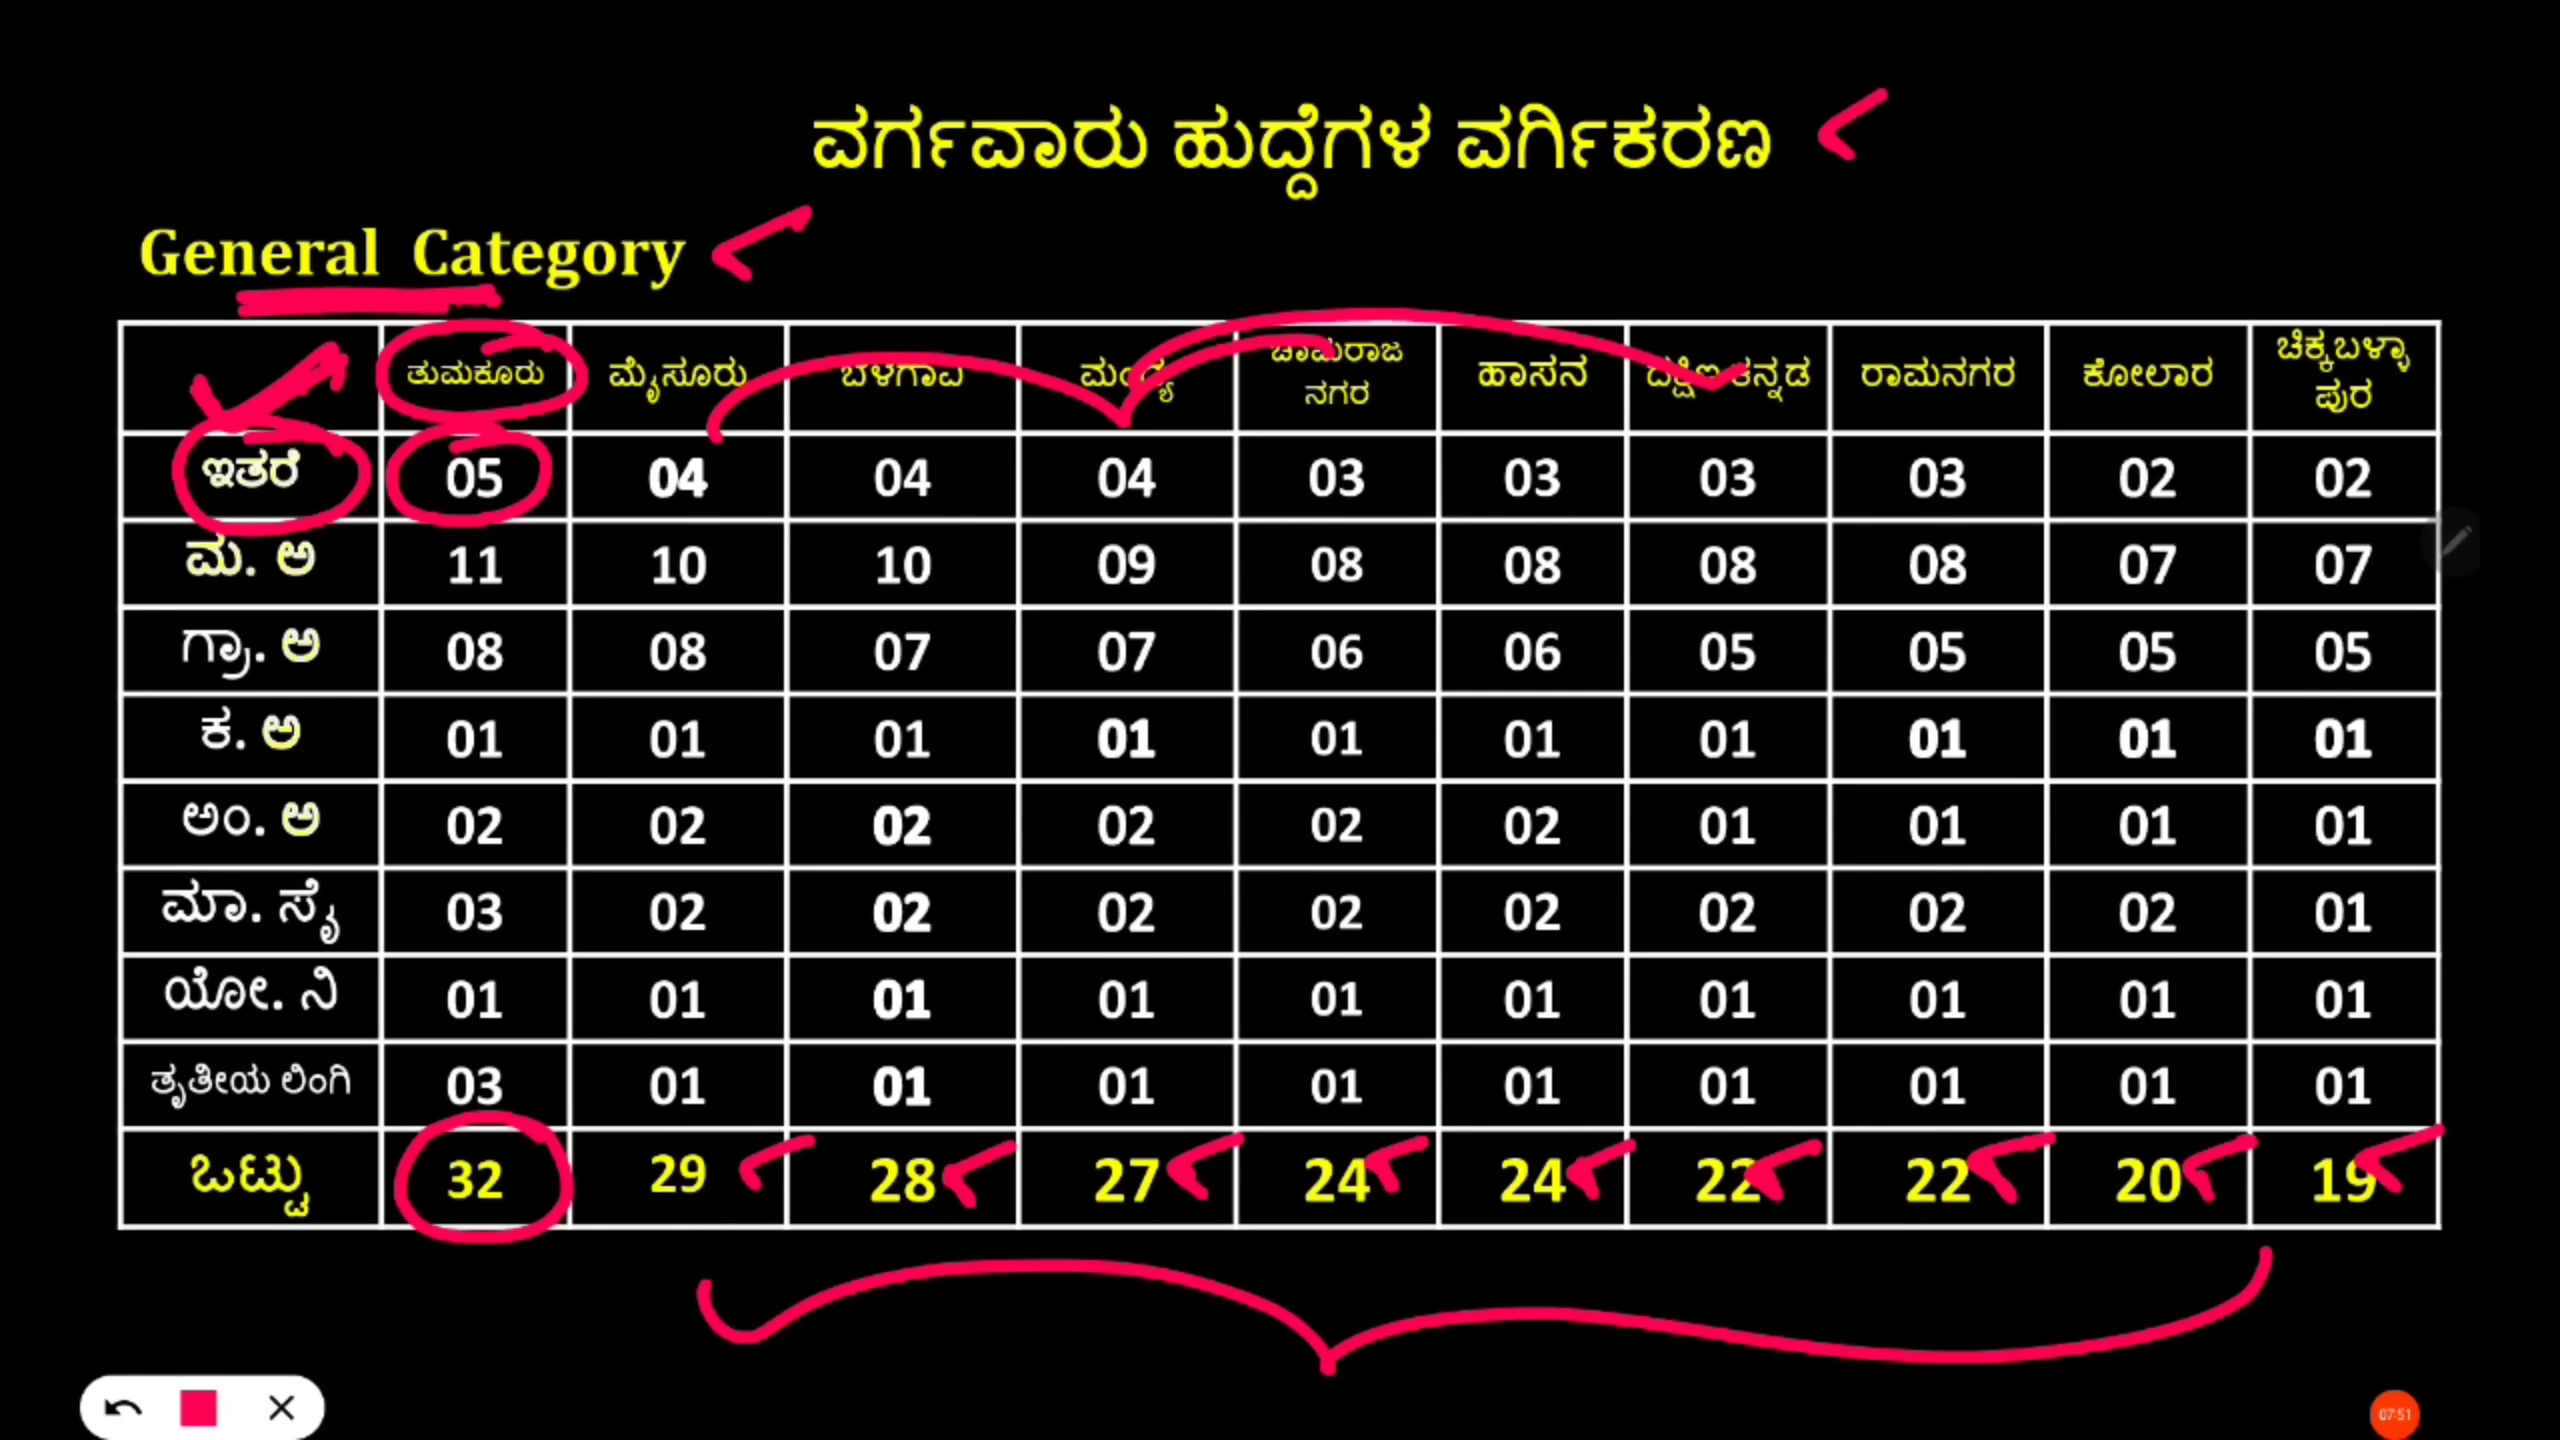 ವರ್ಗವಾರು ಹುದ್ದೆಗಳ ವರ್ಗಿಕರಣ
General Category
ತುಮಕೂರು ಮೈಸೂರು ಬೆಳಗಾವಿ ಮಂಡ್ಯ ಚಾಮರಾಜ ನಗರ ಹಾಸನ ದಕ್ಷಿಣ ಕನ್ನಡ ರಾಮನಗರ ಕೋಲಾರ ಚಿಕ್ಕಬಳ್ಳಾ ಪುರ
ಇತರೆ 05 04 04 04 03 03 03 03 02 02
ಮ. ಅ 11 10 10 09 08 08 08 08 07 07
ಗ್ರಾ. ಅ 08 08 07 07 06 06 05 05 05 05
ಕ. ಅ 01 01 01 01 01 01 01 01 01 01
ಅಂ. ಅ 02 02 02 02 02 02 01 01 01 01
ಮಾ. ಸೈ 03 02 02 02 02 02 02 02 02 01
ಯೋ. ನಿ 01 01 01 01 01 01 01 01 01 01
ತೃತೀಯ ಲಿಂಗಿ 03 01 01 01 01 01 01 01 01 01
ಒಟ್ಟು 32 29 28 27 24 24 22 22 20 19
07:51